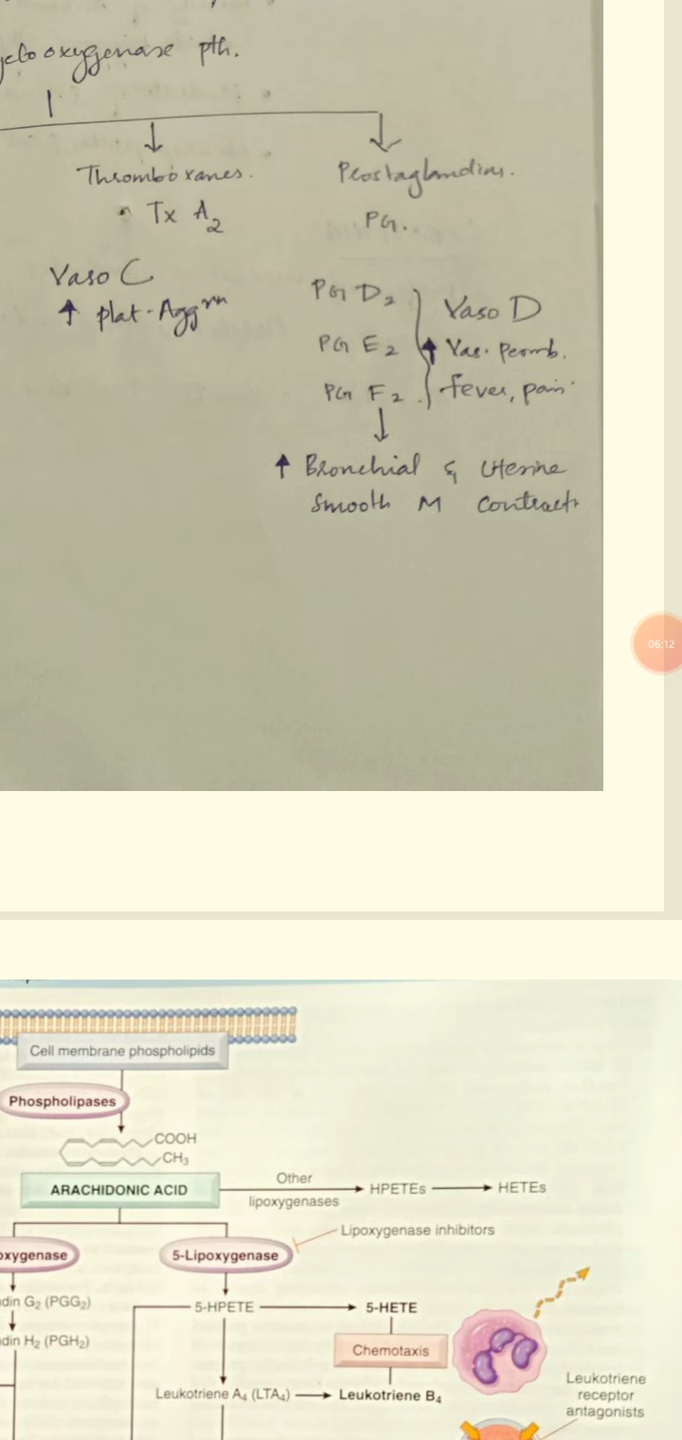 cyclooxygenase pth.
Thromboxanes.
Prostaglandins.
• Tx A2
PG.
Vaso C
↑ plat. Aggrn
PG D2
PG E2
PG F2
Vaso D
↑ Vas. Permb.
fever, pain
↑ Bronchial & Uterine
Smooth M Contractn
06:12
Cell membrane phospholipids
Phospholipases
COOH
CH3
ARACHIDONIC ACID
Other
lipoxygenases
HPETEs
HETEs
Lipoxygenase inhibitors
oxygenase
5-Lipoxygenase
din G2 (PGG2)
5-HPETE
5-HETE
din H2 (PGH2)
Chemotaxis
Leukotriene A4 (LTA4)
Leukotriene B4
Leukotriene
receptor
antagonists